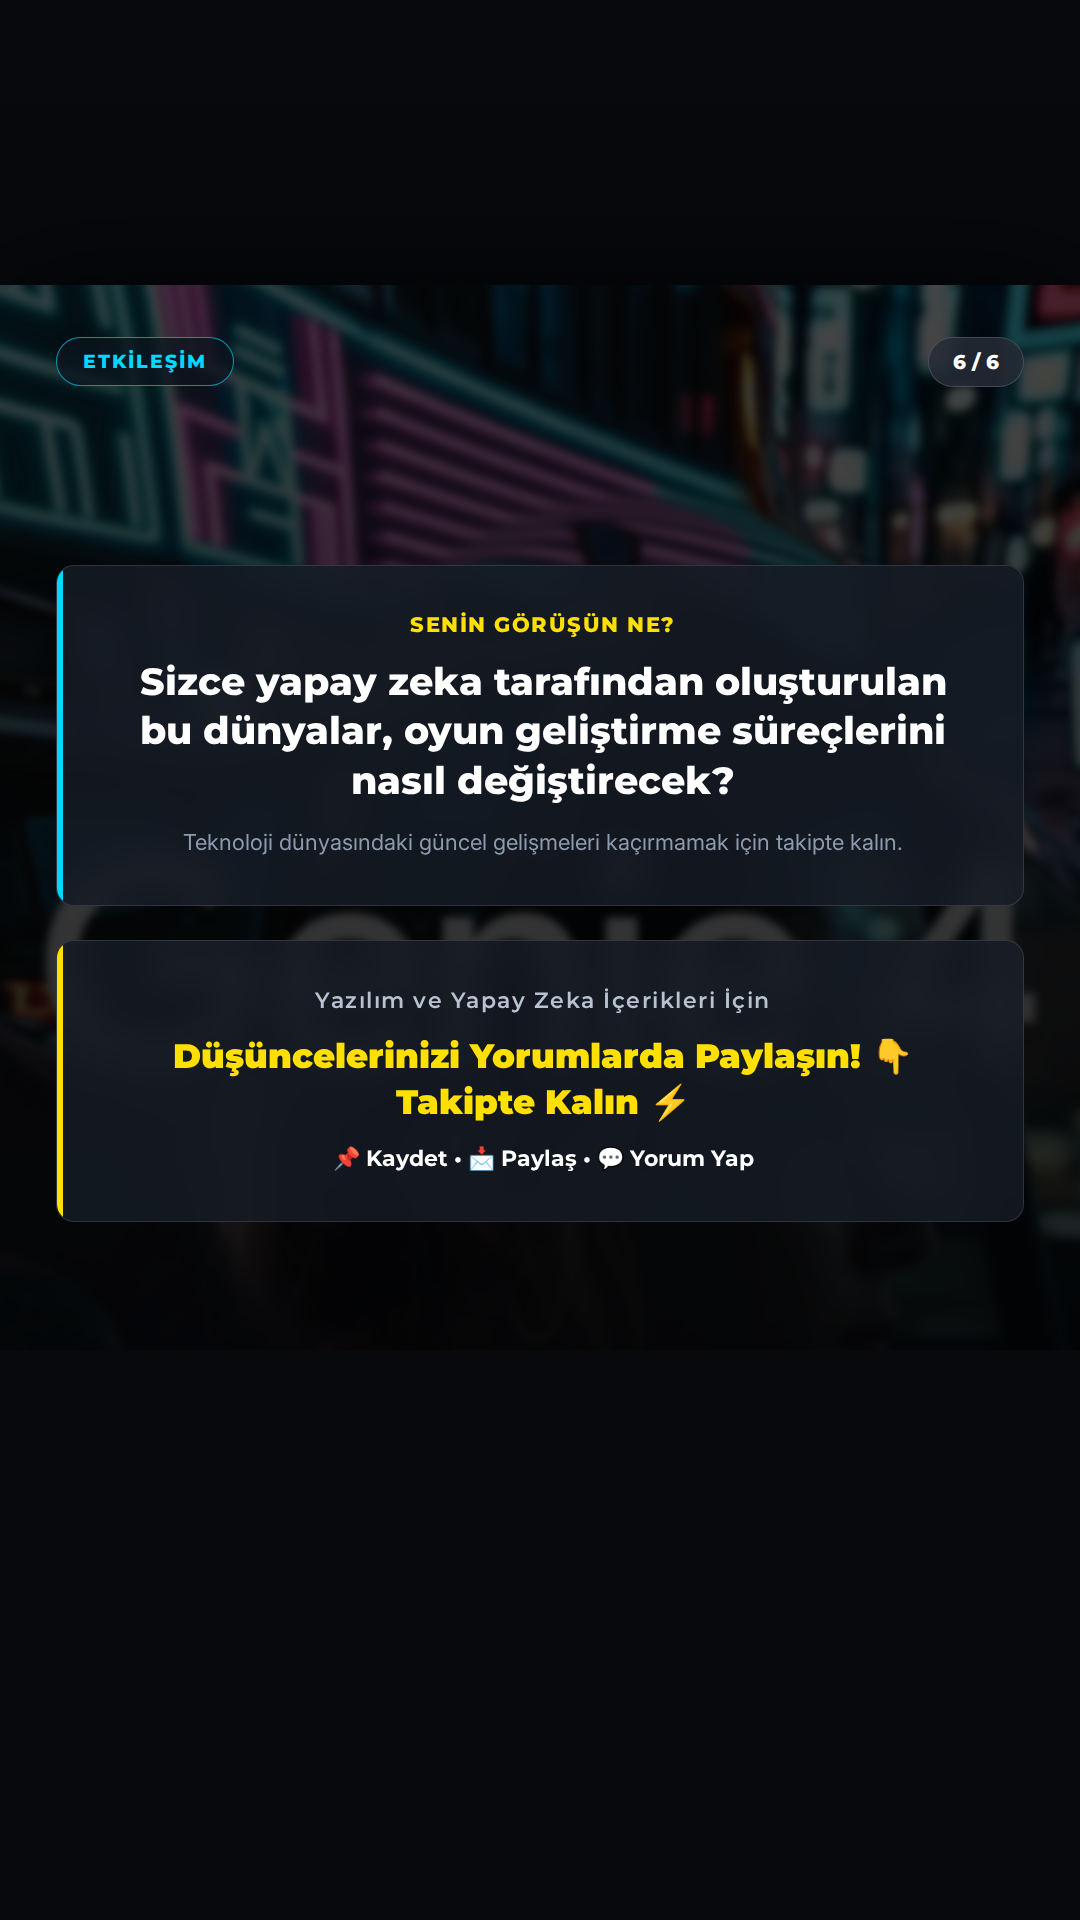 ETKİLEŞİM
6 / 6
SENİN GÖRÜŞÜN NE?
Sizce yapay zeka tarafından oluşturulan
bu dünyalar, oyun geliştirme süreçlerini
nasıl değiştirecek?
Teknoloji dünyasındaki güncel gelişmeleri kaçırmamak için takipte kalın.
Yazılım ve Yapay Zeka İçerikleri İçin
Düşüncelerinizi Yorumlarda Paylaşın! 👇
Takipte Kalın ⚡
📌 Kaydet • 📩 Paylaş • 💬 Yorum Yap